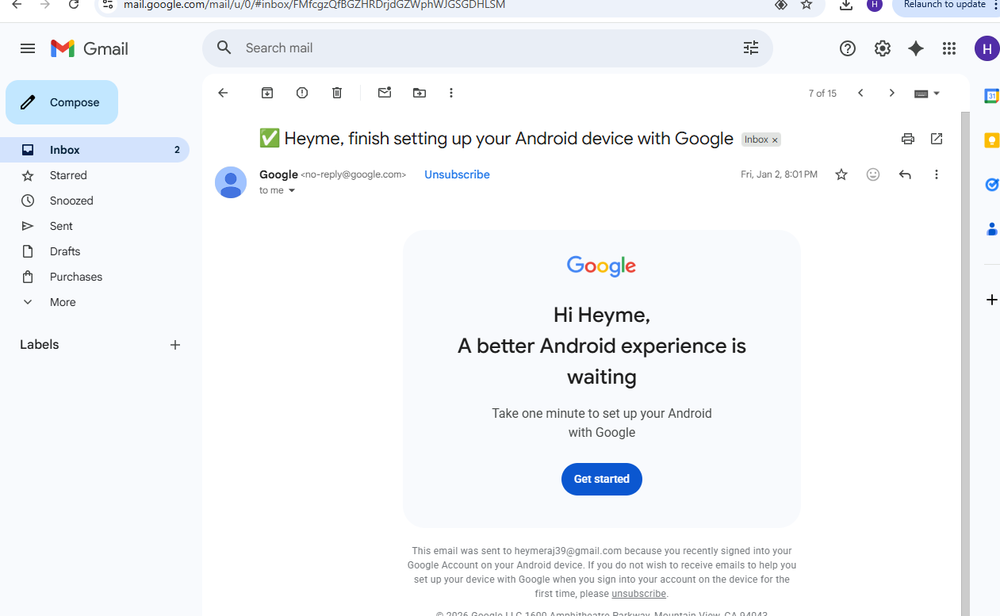 mail.google.com/mail/u/0/#inbox/FMfcgzQfBGZHRDrjdGZWphWJGSGDHLSM
H
Relaunch to update
Gmail
Search mail
H
Compose
7 of 15
31
✅ Heyme, finish setting up your Android device with Google
Inbox ×
Inbox
2
Google <no-reply@google.com>
Unsubscribe
Fri, Jan 2, 8:01 PM
to me
Starred
Snoozed
Sent
Drafts
Purchases
More
Labels
Google
Hi Heyme,
A better Android experience is
waiting
Take one minute to set up your Android
with Google
Get started
This email was sent to heymeraj39@gmail.com because you recently signed into your
Google Account on your Android device. If you do not wish to receive emails to help you
set up your device with Google when you sign into your account on the device for the
first time, please unsubscribe.
© 2026 Google LLC 1600 Amphitheatre Parkway, Mountain View, CA 94043